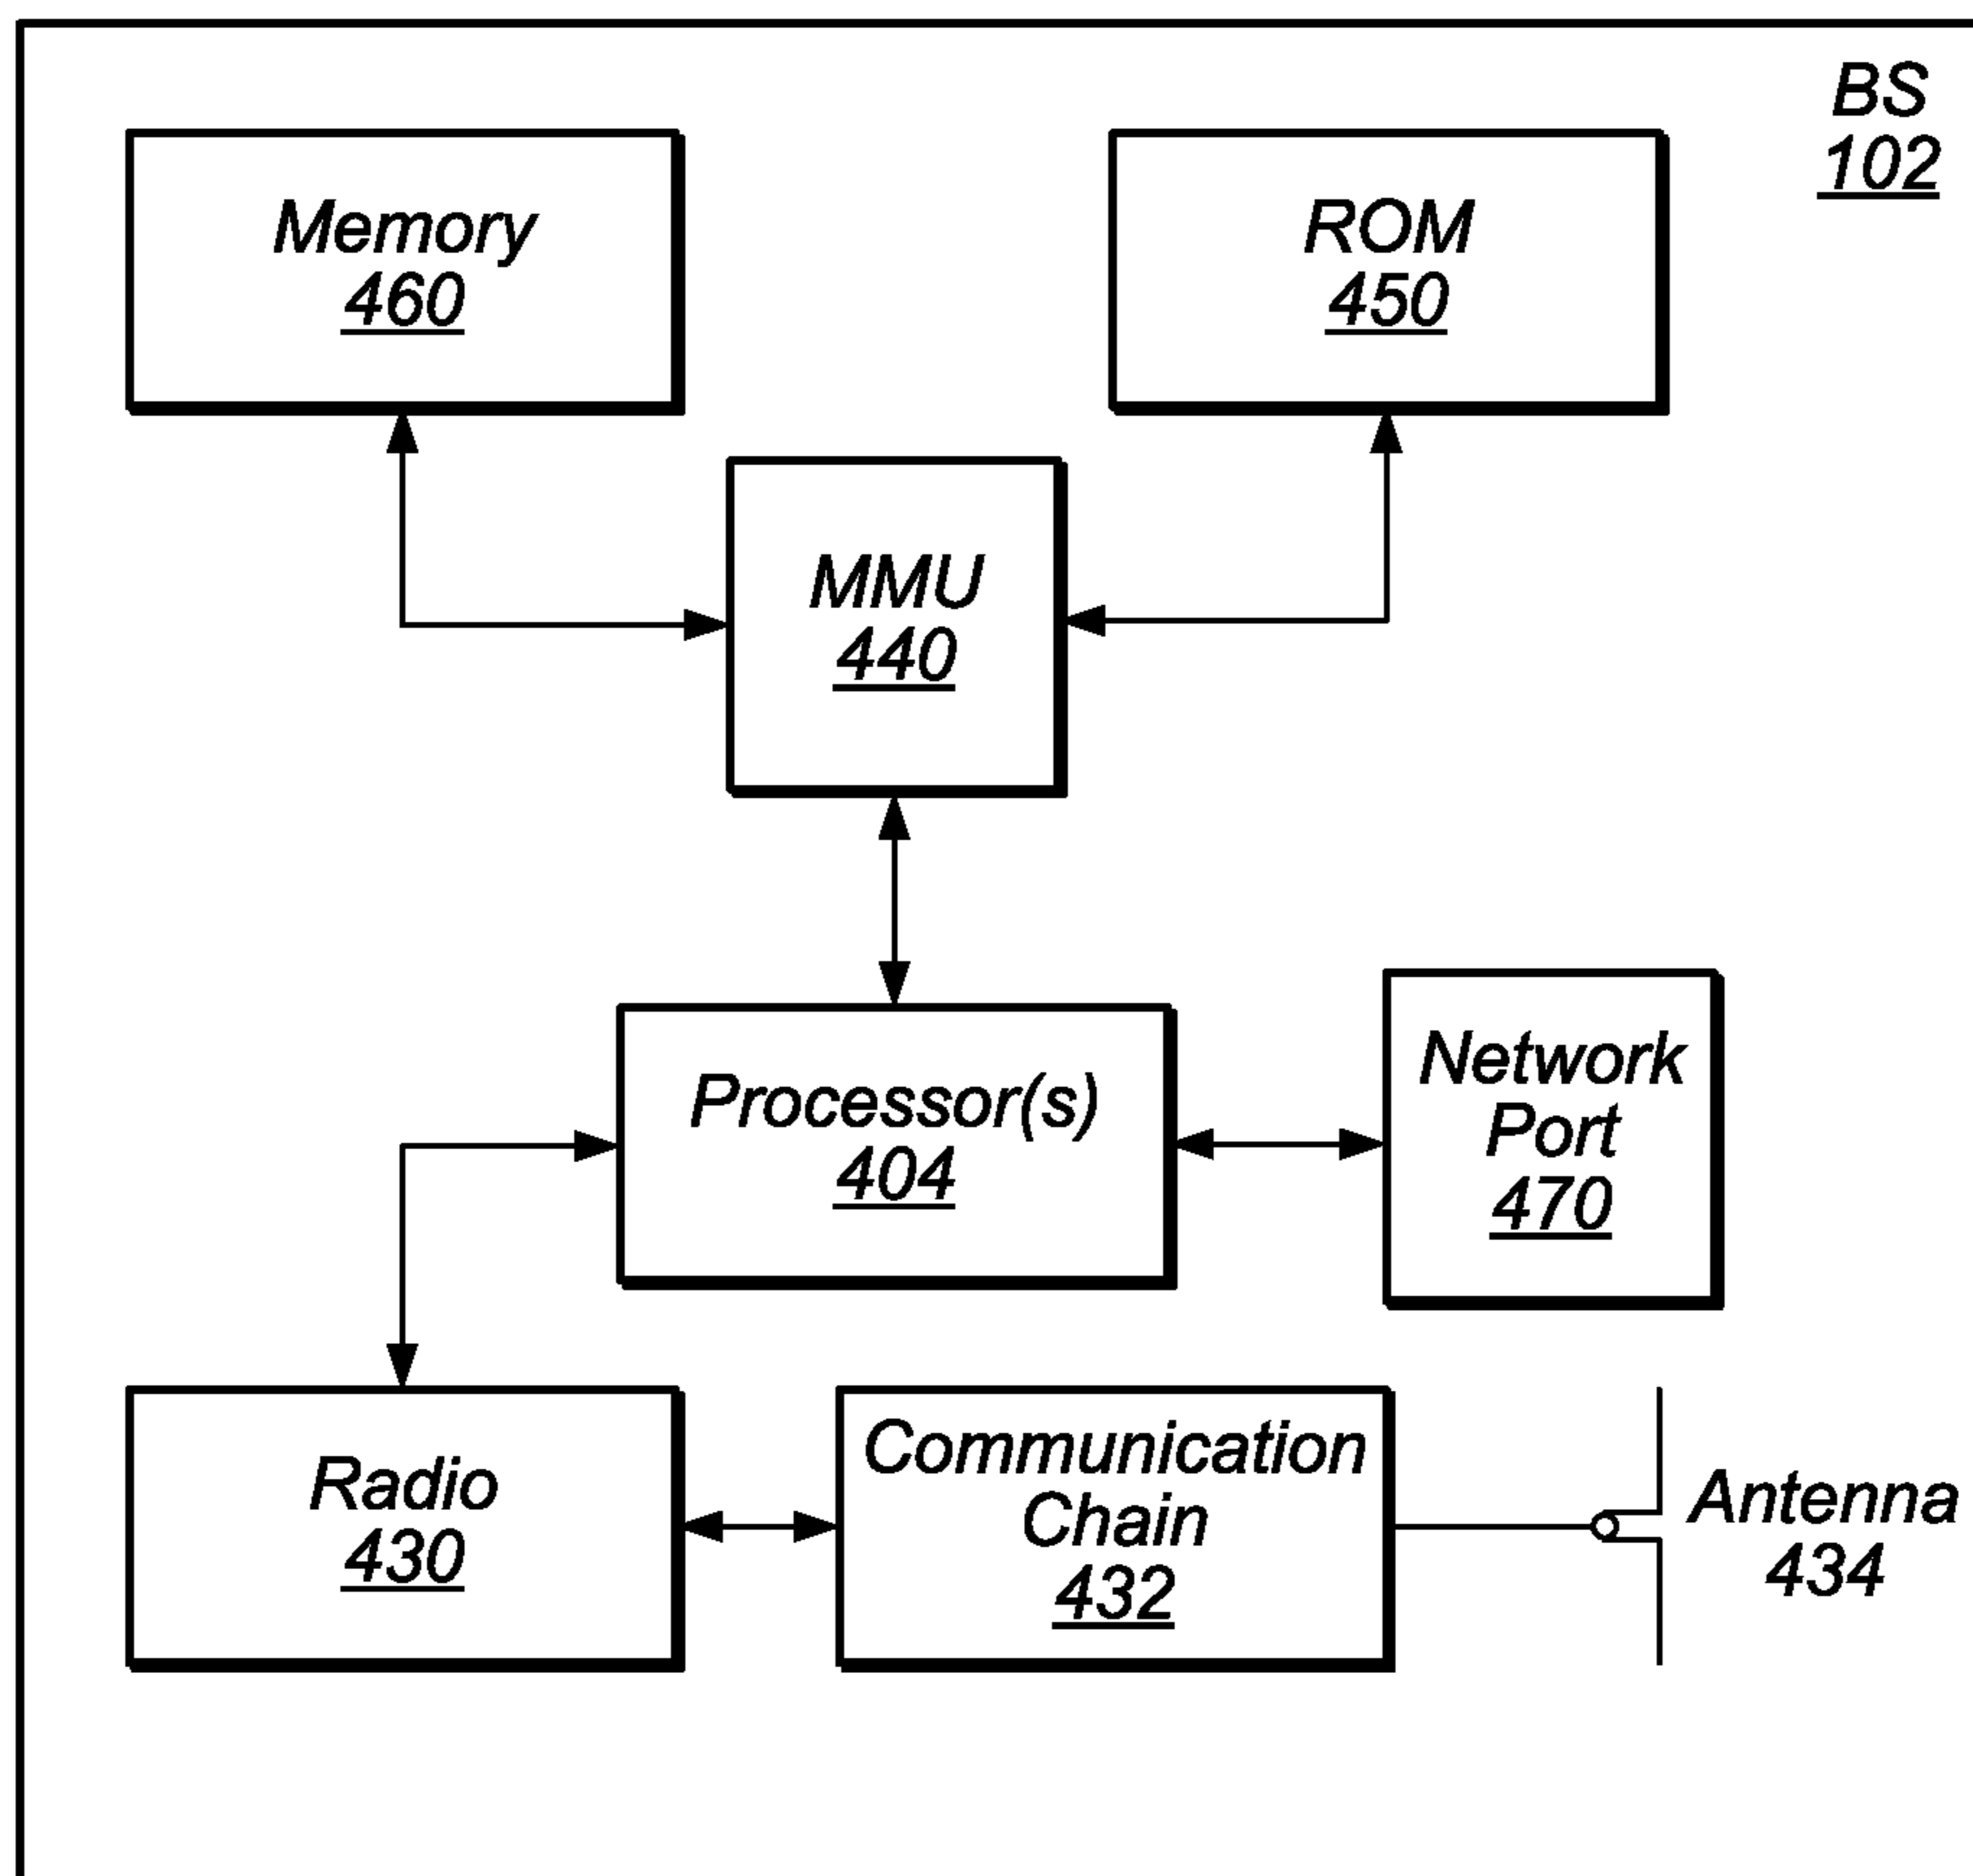 BS
102
Memory
460
ROM
450
MMU
440
Processor(s)
404
Network
Port
470
Radio
430
Communication
Chain
432
Antenna
434